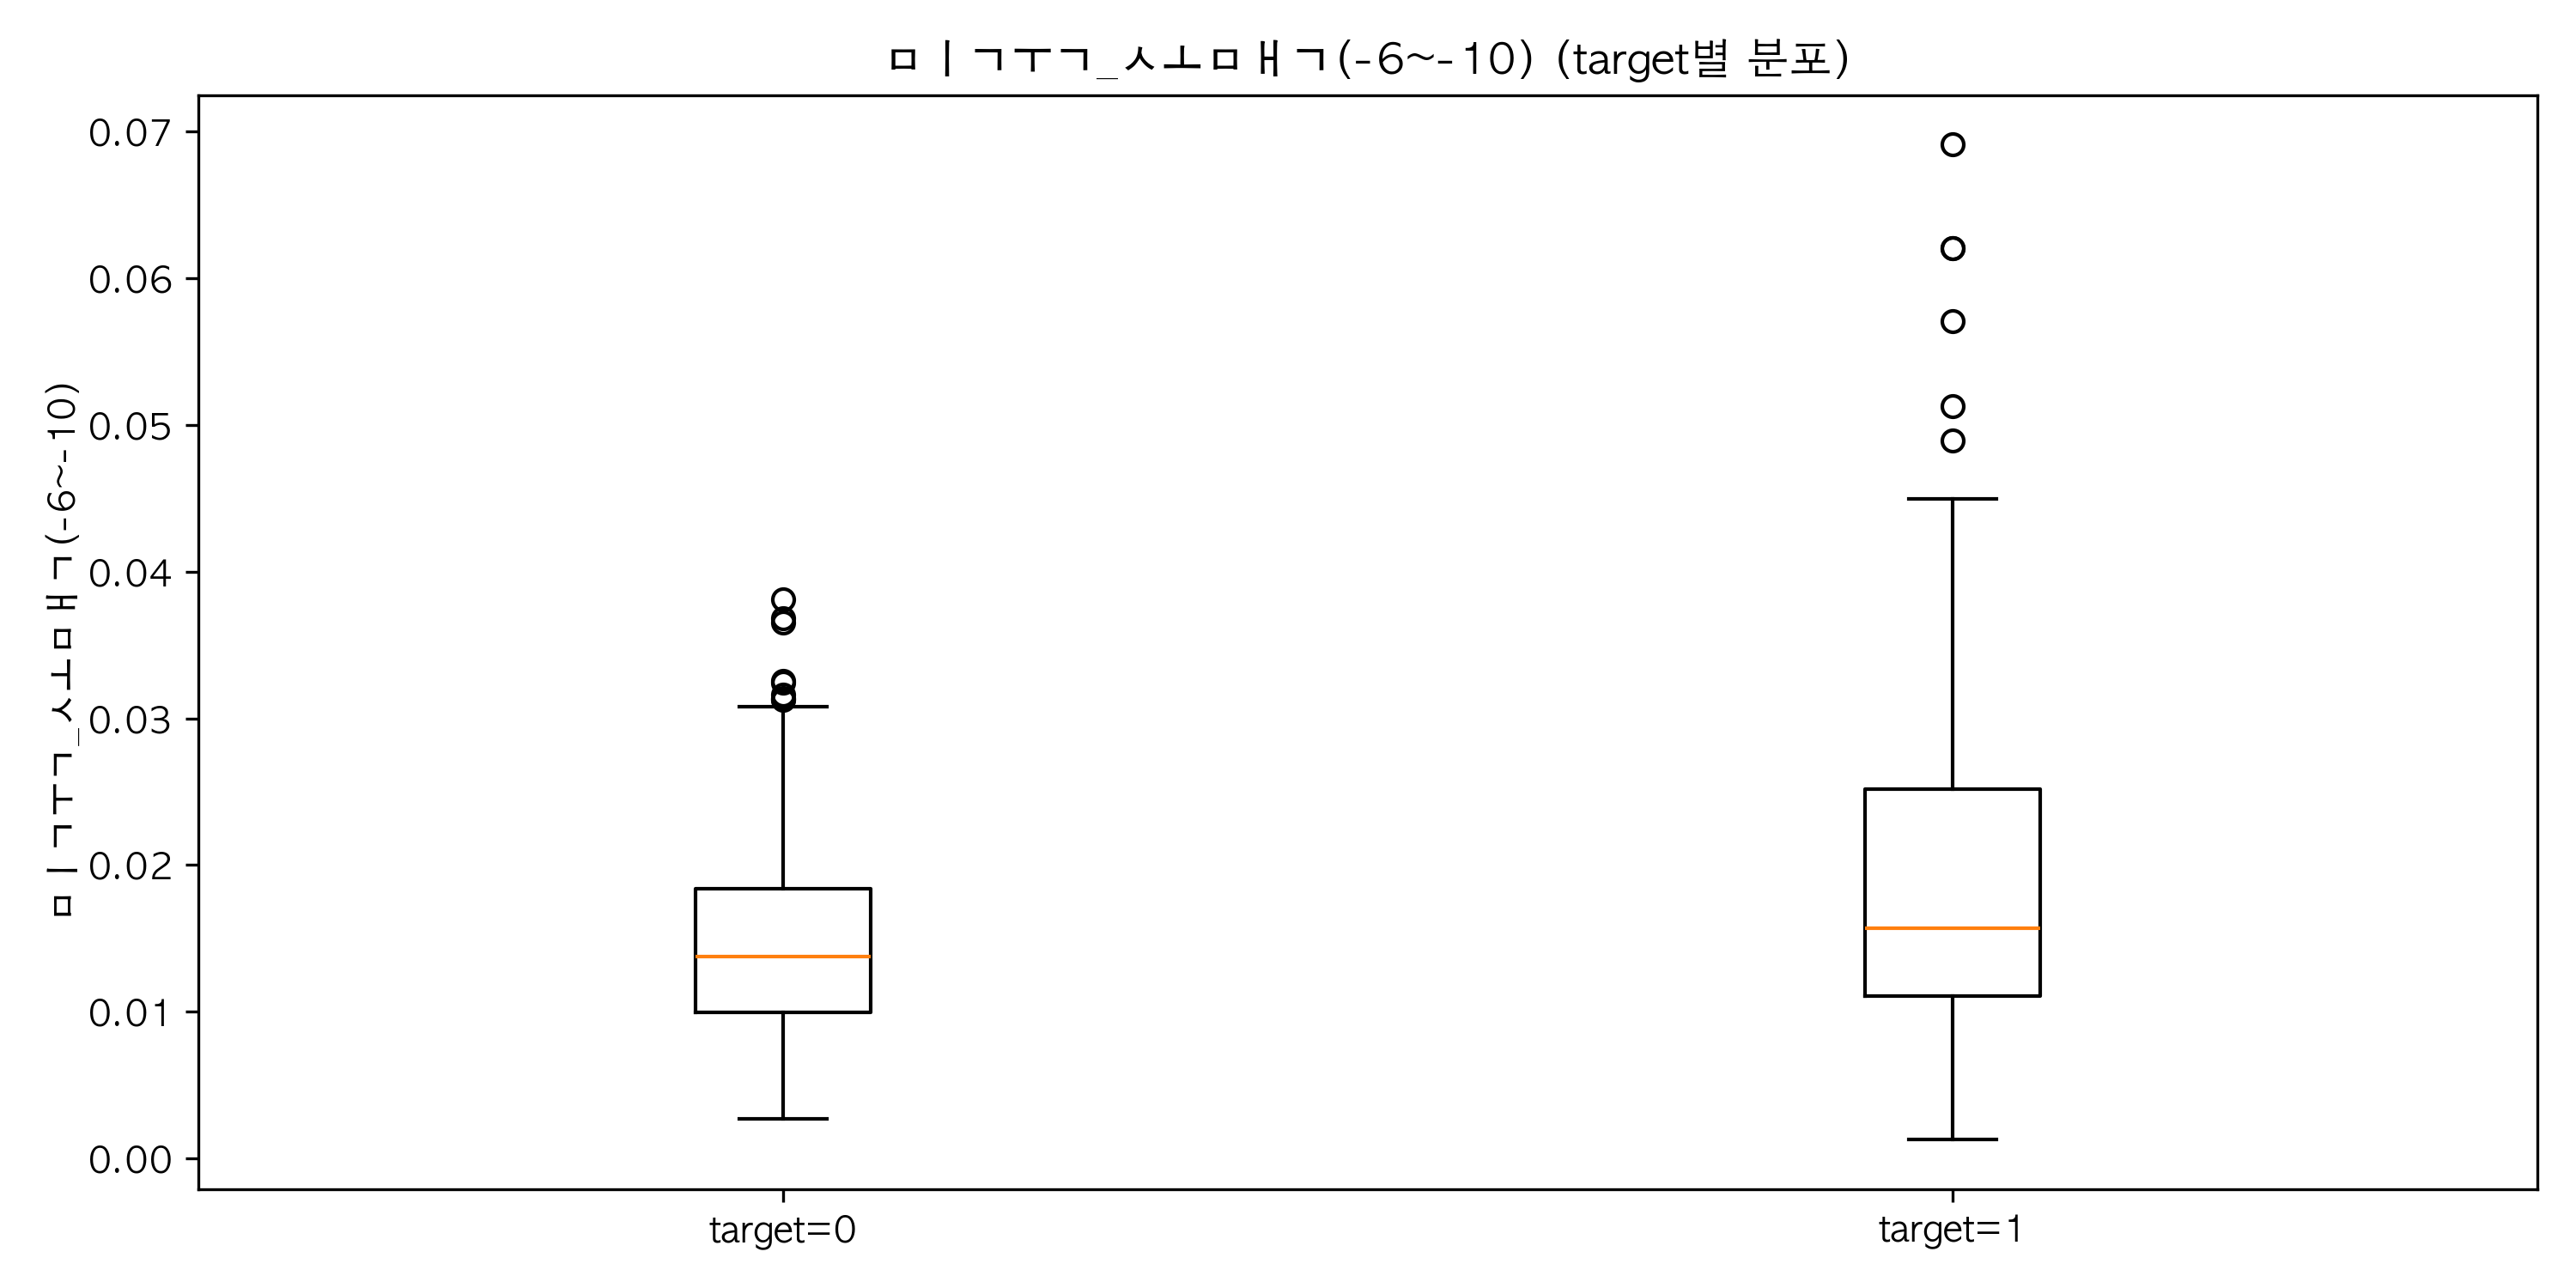 ㅁㅣㄱㅜㄱ_ㅅㅗㅁㅐㄱ(-6~-10) (target별 분포)
ㅁㅣㄱㅜㄱ_ㅅㅗㅁㅐㄱ(-6~-10)
0.07
0.06
0.05
0.04
0.03
0.02
0.01
0.00
target=0
target=1